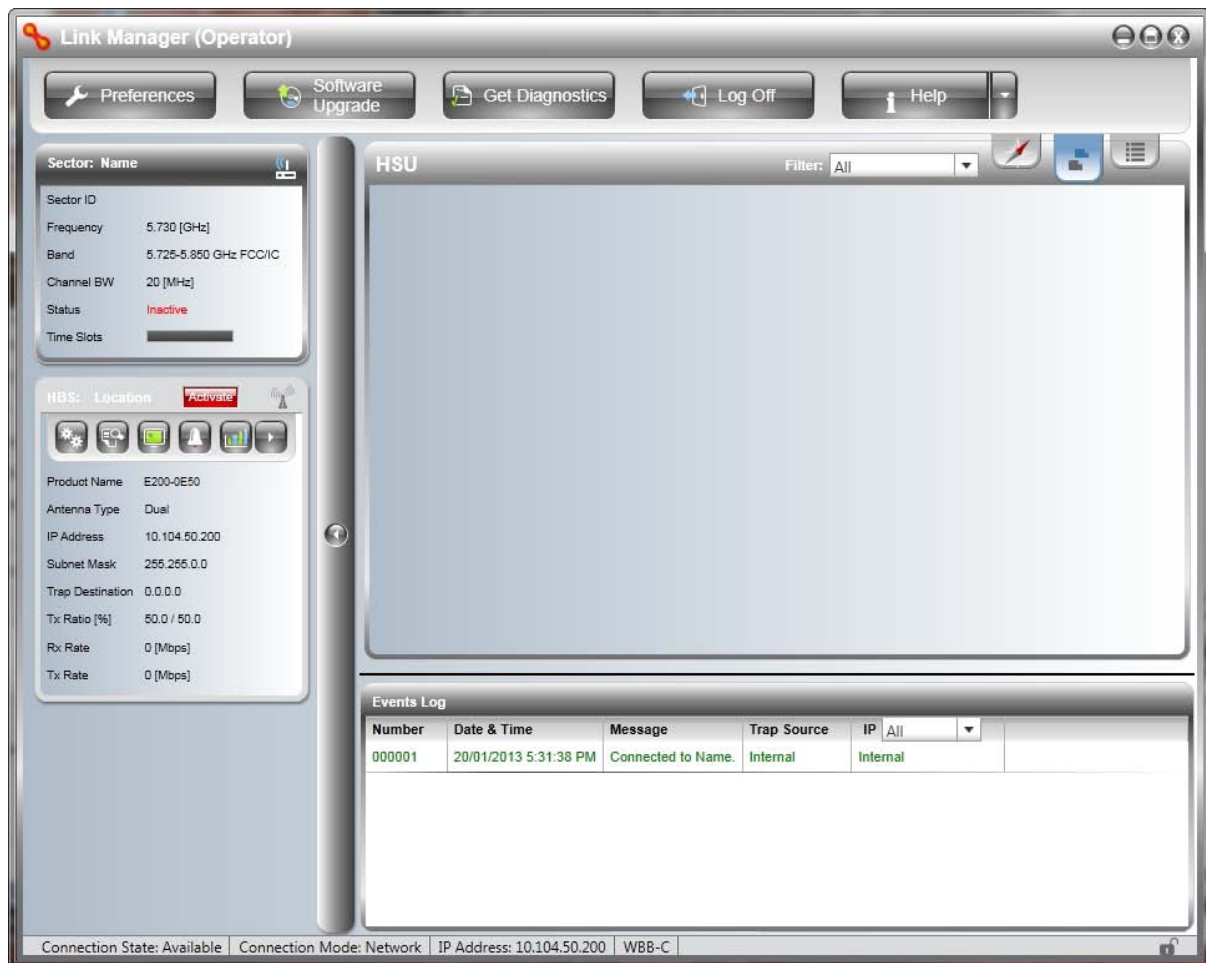 Link Manager (Operator)
Preferences
Software Upgrade
Get Diagnostics
Log Off
Help
Sector: Name
Sector ID
Frequency 5.730 [GHz]
Band 5.725-5.850 GHz FCC/IC
Channel BW 20 [MHz]
Status Inactive
Time Slots
HBS: Location Activate
Product Name E200-0E50
Antenna Type Dual
IP Address 10.104.50.200
Subnet Mask 255.255.0.0
Trap Destination 0.0.0.0
Tx Ratio [%] 50.0 / 50.0
Rx Rate 0 [Mbps]
Tx Rate 0 [Mbps]
HSU Filter: All
Events Log
Number Date & Time Message Trap Source IP All
000001 20/01/2013 5:31:38 PM Connected to Name. Internal Internal
Connection State: Available Connection Mode: Network IP Address: 10.104.50.200 WBB-C